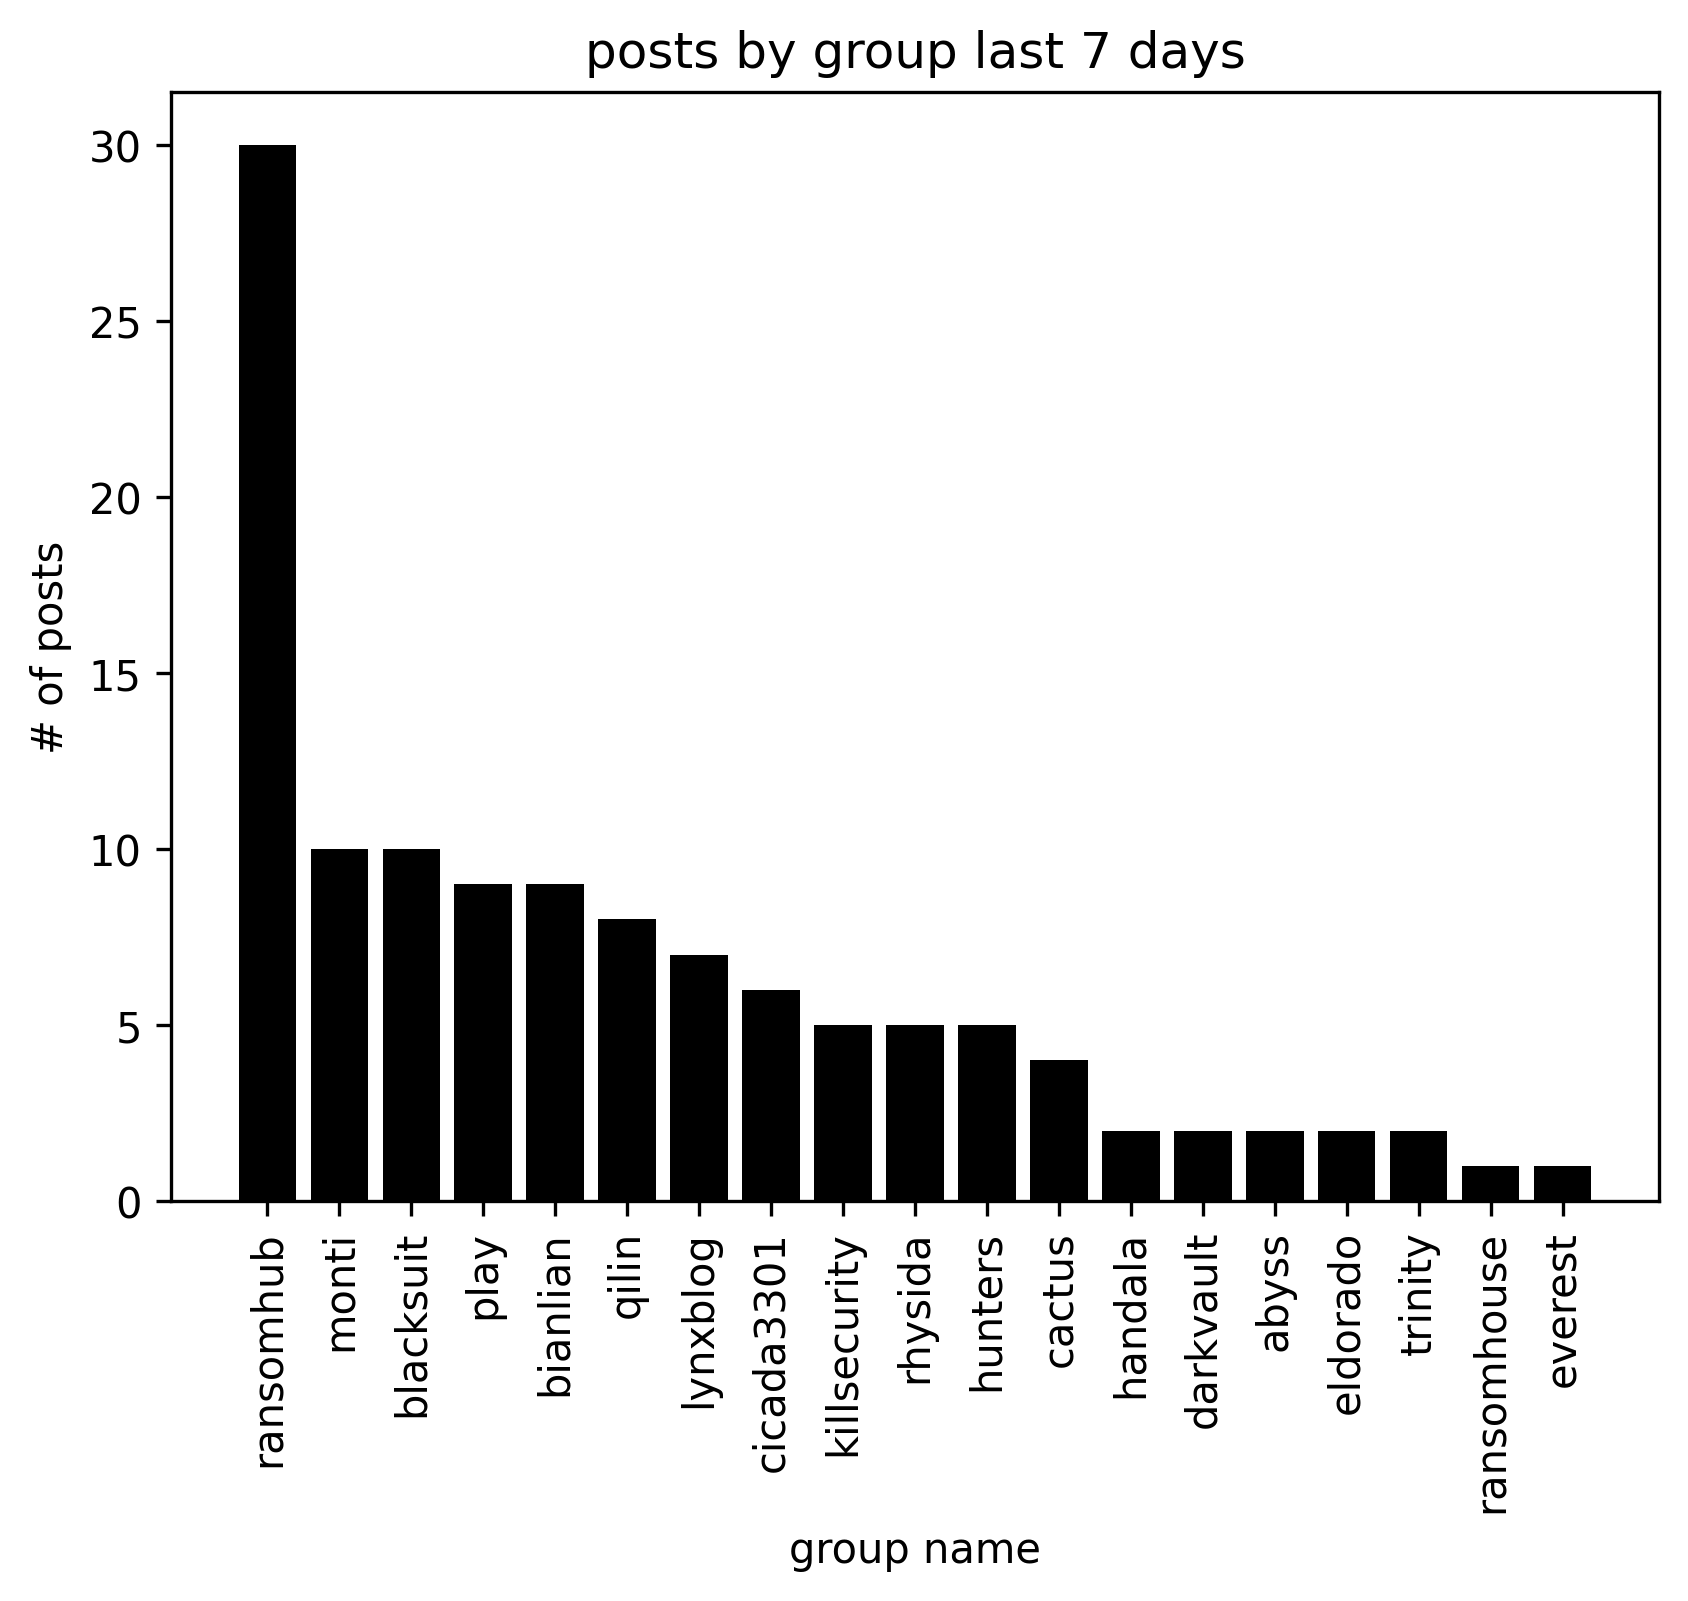 posts by group last 7 days
30
25
20
15
10
5
0
# of posts
ransomhub
monti
blacksuit
play
bianlian
qilin
lynxblog
cicada3301
killsecurity
rhysida
hunters
cactus
handala
darkvault
abyss
eldorado
trinity
ransomhouse
everest
group name